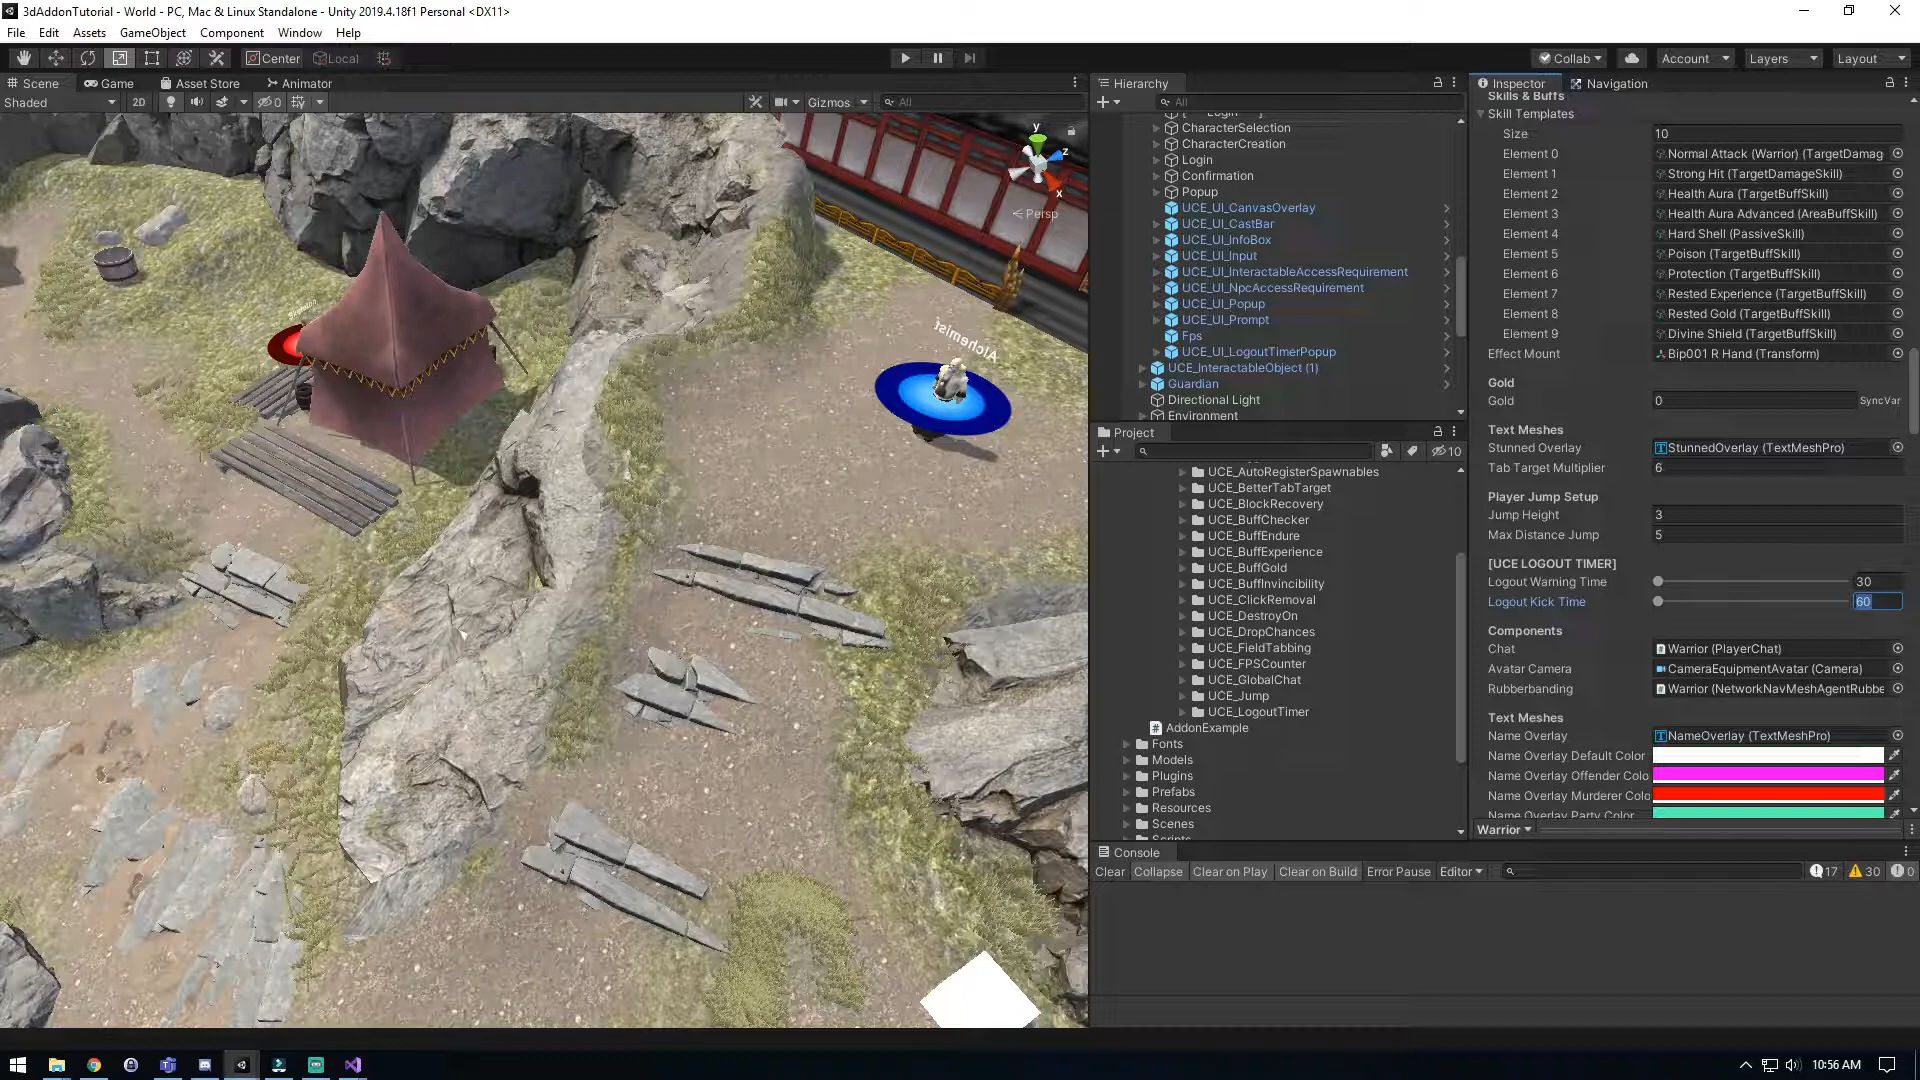 3dAddonTutorial - World - PC, Mac & Linux Standalone - Unity 2019.4.18f1 Personal <DX11>
File Edit Assets GameObject Component Window Help
Center Local
Collab Account Layers Layout
Scene Game Asset Store Animator
Shaded 2D 0 Gizmos All
y
z
x
Persp
Skeleton
Alchemist
Hierarchy
All
CharacterSelection
CharacterCreation
Login
Confirmation
Popup
UCE_UI_CanvasOverlay
UCE_UI_CastBar
UCE_UI_InfoBox
UCE_UI_Input
UCE_UI_InteractableAccessRequirement
UCE_UI_NpcAccessRequirement
UCE_UI_Popup
UCE_UI_Prompt
Fps
UCE_UI_LogoutTimerPopup
UCE_InteractableObject (1)
Guardian
Directional Light
Environment
Project
10
UCE_AutoRegisterSpawnables
UCE_BetterTabTarget
UCE_BlockRecovery
UCE_BuffChecker
UCE_BuffEndure
UCE_BuffExperience
UCE_BuffGold
UCE_BuffInvincibility
UCE_ClickRemoval
UCE_DestroyOn
UCE_DropChances
UCE_FieldTabbing
UCE_FPSCounter
UCE_GlobalChat
UCE_Jump
UCE_LogoutTimer
AddonExample
Fonts
Models
Plugins
Prefabs
Resources
Scenes
Scripts
Console
Clear Collapse Clear on Play Clear on Build Error Pause Editor 17 30 0
Inspector Navigation
Skills & Buffs
Skill Templates
Size 10
Element 0 Normal Attack (Warrior) (TargetDamag
Element 1 Strong Hit (TargetDamageSkill)
Element 2 Health Aura (TargetBuffSkill)
Element 3 Health Aura Advanced (AreaBuffSkill)
Element 4 Hard Shell (PassiveSkill)
Element 5 Poison (TargetBuffSkill)
Element 6 Protection (TargetBuffSkill)
Element 7 Rested Experience (TargetBuffSkill)
Element 8 Rested Gold (TargetBuffSkill)
Element 9 Divine Shield (TargetBuffSkill)
Effect Mount Bip001 R Hand (Transform)
Gold
Gold 0 SyncVar
Text Meshes
Stunned Overlay StunnedOverlay (TextMeshPro)
Tab Target Multiplier 6
Player Jump Setup
Jump Height 3
Max Distance Jump 5
[UCE LOGOUT TIMER]
Logout Warning Time 30
Logout Kick Time 60
Components
Chat Warrior (PlayerChat)
Avatar Camera CameraEquipmentAvatar (Camera)
Rubberbanding Warrior (NetworkNavMeshAgentRubbe
Text Meshes
Name Overlay NameOverlay (TextMeshPro)
Name Overlay Default Color
Name Overlay Offender Colo
Name Overlay Murderer Colo
Name Overlay Party Color
Warrior
10:56 AM